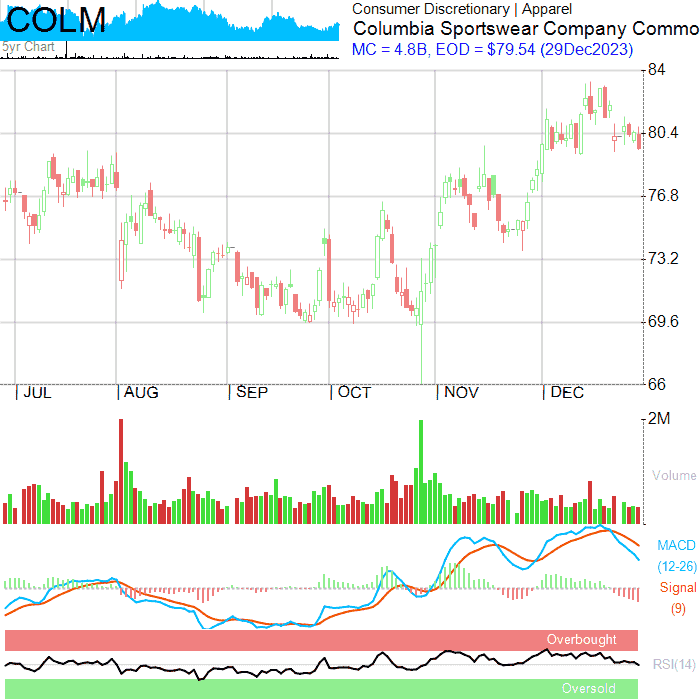 COLM
5yr Chart
Consumer Discretionary | Apparel
Columbia Sportswear Company Commo
MC = 4.8B, EOD = $79.54 (29Dec2023)
84
80.4
76.8
73.2
69.6
66
| JUL | AUG | SEP | OCT | NOV | DEC
2M
Volume
MACD
(12-26)
Signal
(9)
Overbought
RSI(14)
Oversold